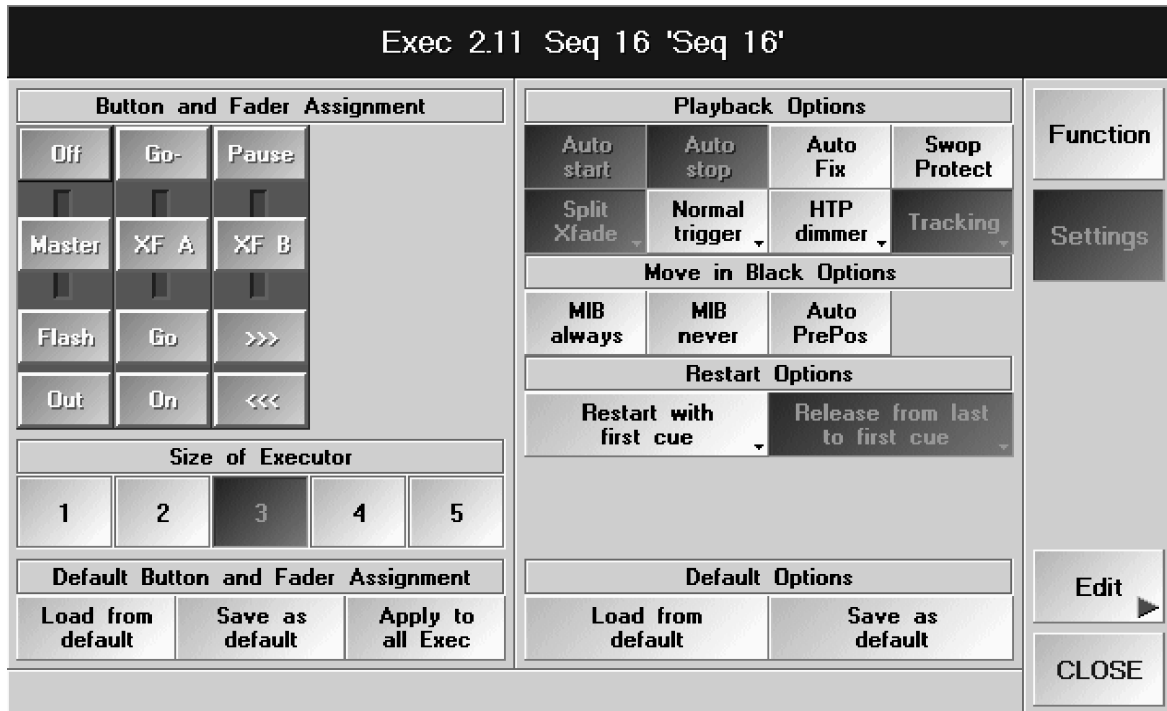 Exec 2.11 Seq 16 'Seq 16'
Button and Fader Assignment
Off Go- Pause
Master XF A XF B
Flash Go >>>
Out On <<<
Size of Executor
1 2 3 4 5
Default Button and Fader Assignment
Load from default
Save as default
Apply to all Exec
Playback Options
Auto start
Auto stop
Auto Fix
Swop Protect
Split Xfade
Normal trigger
HTP dimmer
Tracking
Move in Black Options
MIB always
MIB never
Auto PrePos
Restart Options
Restart with first cue
Release from last to first cue
Default Options
Load from default
Save as default
Function
Settings
Edit
CLOSE